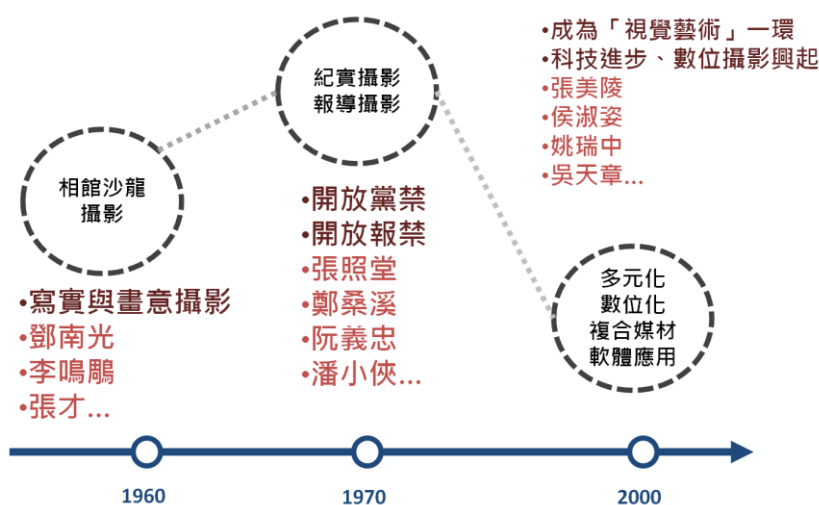 相館沙龍
攝影
•寫實與畫意攝影
•鄧南光
•李鳴鵰
•張才...
紀實攝影
報導攝影
•開放黨禁
•開放報禁
•張照堂
•鄭桑溪
•阮義忠
•潘小俠...
•成為「視覺藝術」一環
•科技進步、數位攝影興起
•張美陵
•侯淑姿
•姚瑞中
•吳天章...
多元化
數位化
複合媒材
軟體應用
1960
1970
2000